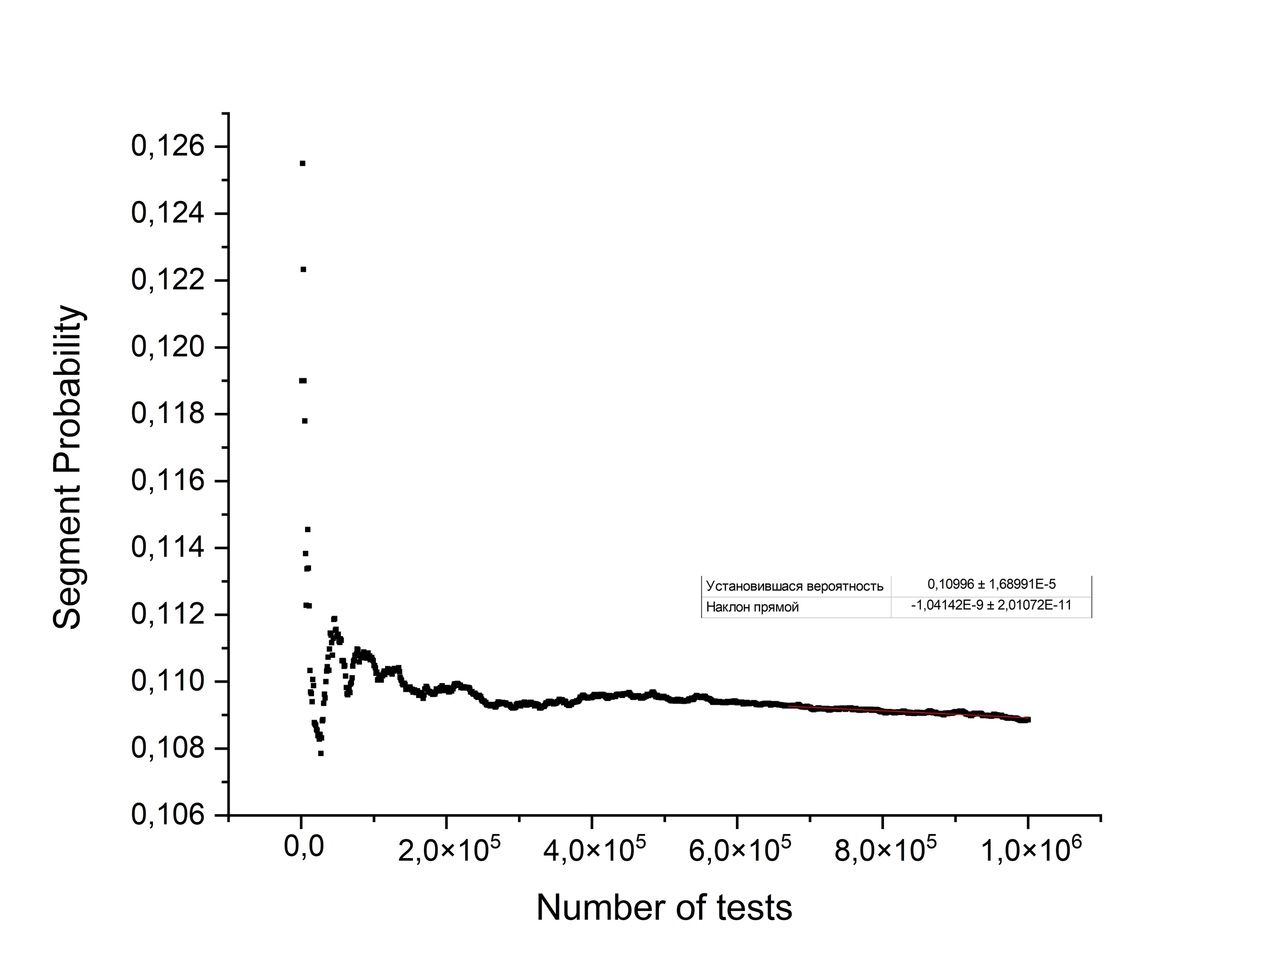 0,126
0,124
0,122
0,120
0,118
0,116
0,114
0,112
0,110
0,108
0,106
Segment Probability
Установившася вероятность 0,10996 ± 1,68991E-5
Наклон прямой -1,04142E-9 ± 2,01072E-11
0,0 2,0×10⁵ 4,0×10⁵ 6,0×10⁵ 8,0×10⁵ 1,0×10⁶
Number of tests